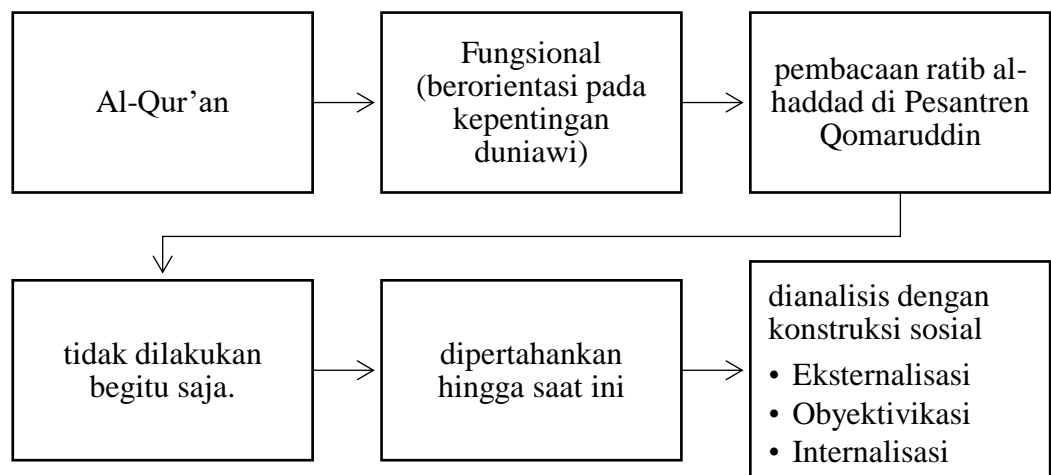 Al-Qur’an
Fungsional
(berorientasi pada
kepentingan
duniawi)
pembacaan ratib al-
haddad di Pesantren
Qomaruddin
tidak dilakukan
begitu saja.
dipertahankan
hingga saat ini
dianalisis dengan
konstruksi sosial
• Eksternalisasi
• Obyektivikasi
• Internalisasi